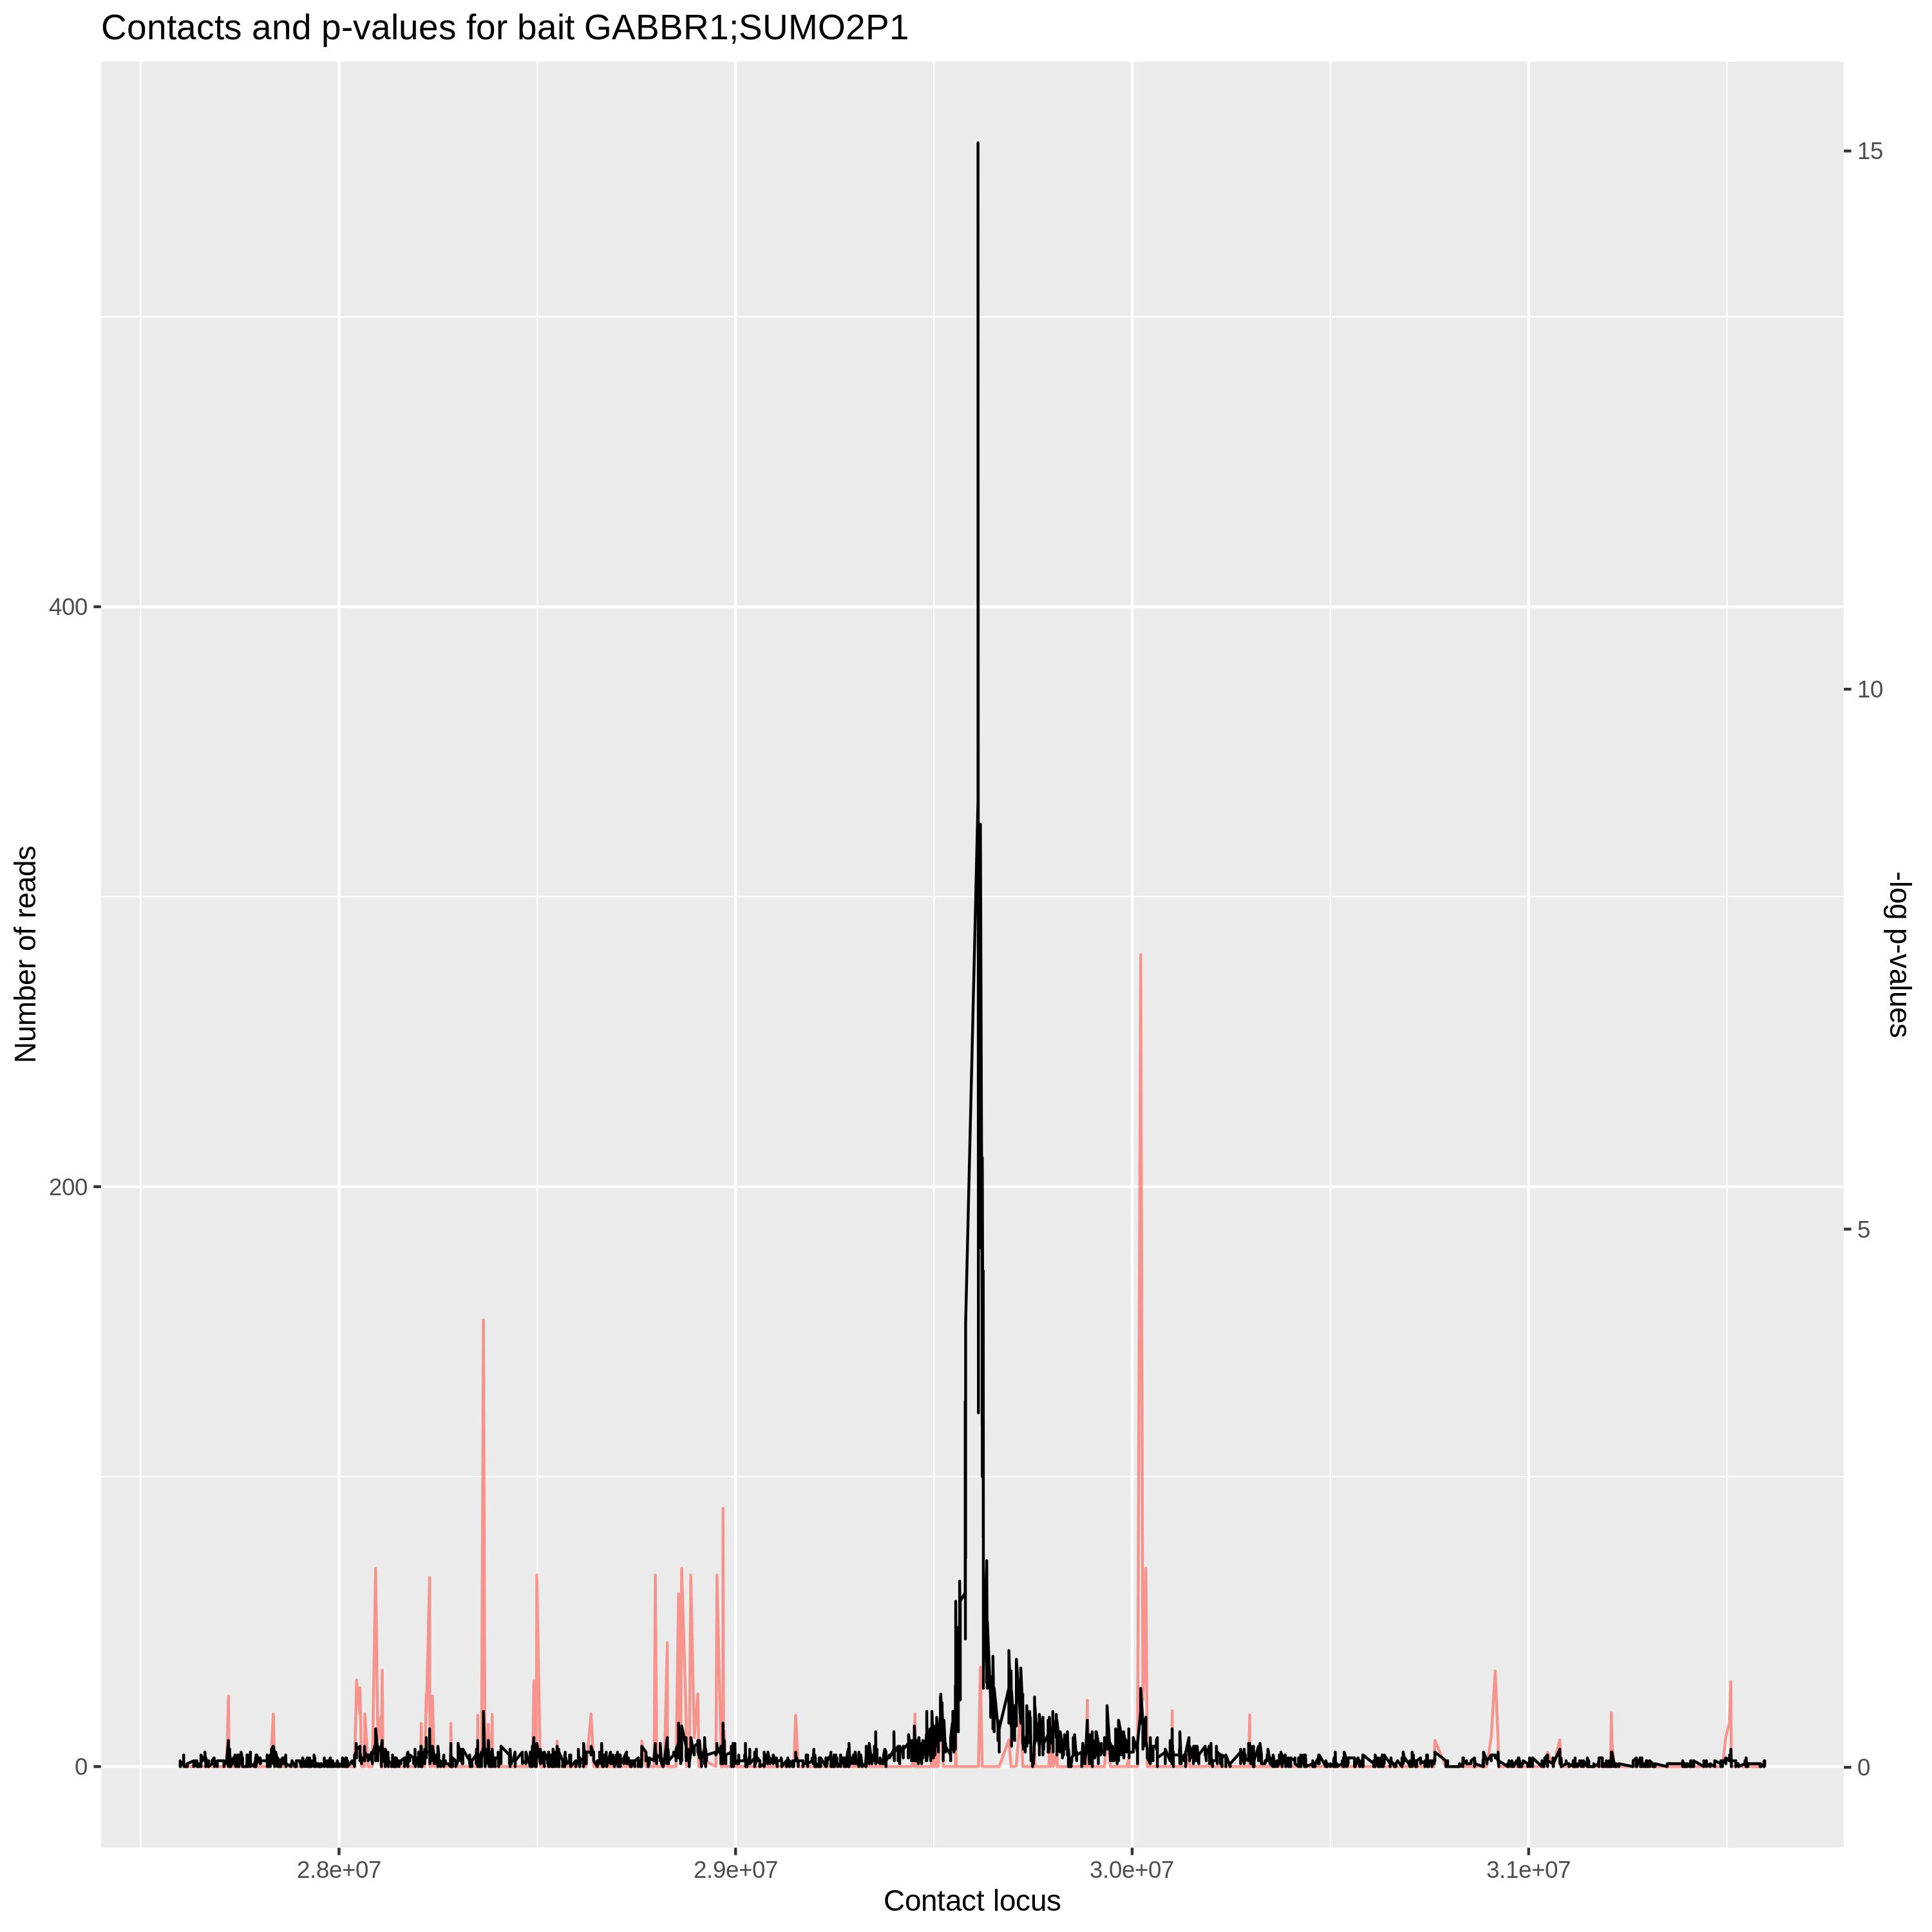 Contacts and p-values for bait GABBR1;SUMO2P1
Number of reads
400
200
0
15
10
5
0
-log p-values
2.8e+07
2.9e+07
3.0e+07
3.1e+07
Contact locus